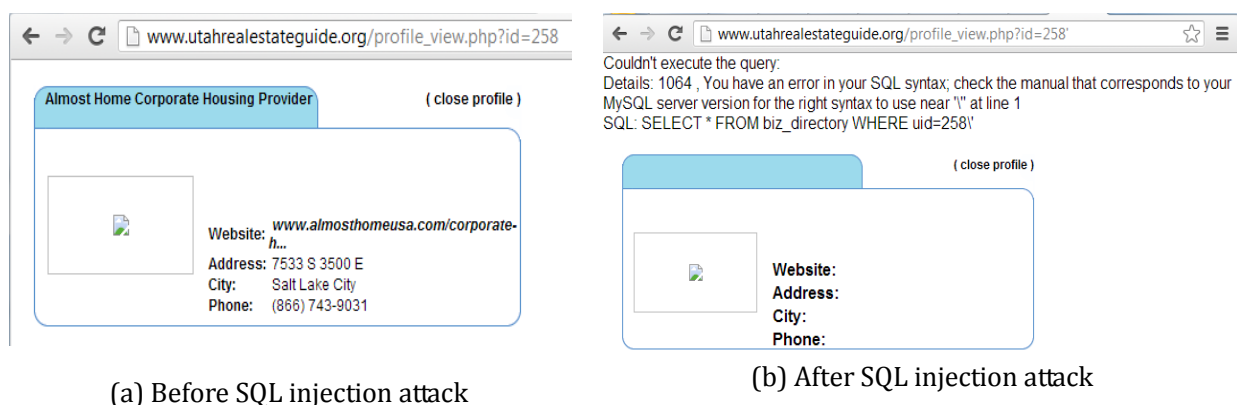 www.utahrealestateguide.org/profile_view.php?id=258
Almost Home Corporate Housing Provider
( close profile )
Website: www.almosthomeusa.com/corporate-
h...
Address: 7533 S 3500 E
City: Salt Lake City
Phone: (866) 743-9031
(a) Before SQL injection attack
www.utahrealestateguide.org/profile_view.php?id=258'
Couldn't execute the query:
Details: 1064 , You have an error in your SQL syntax; check the manual that corresponds to your
MySQL server version for the right syntax to use near '\'' at line 1
SQL: SELECT * FROM biz_directory WHERE uid=258\'
( close profile )
Website:
Address:
City:
Phone:
(b) After SQL injection attack